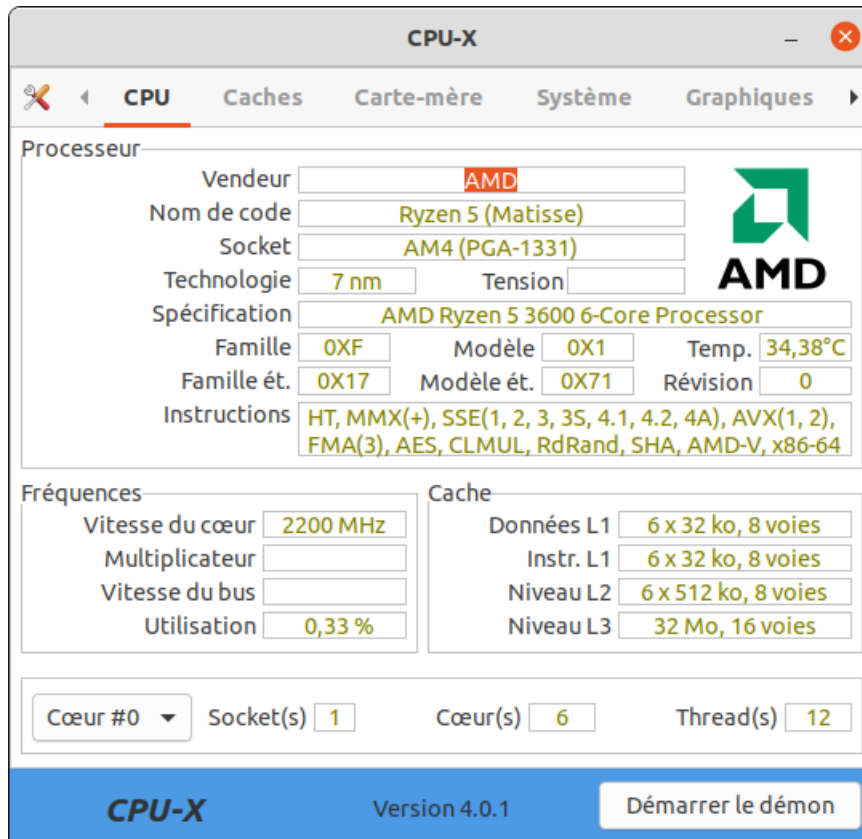 CPU-X
CPU Caches Carte-mère Système Graphiques
Processeur
Vendeur AMD
Nom de code Ryzen 5 (Matisse)
Socket AM4 (PGA-1331)
Technologie 7 nm Tension
AMD
Spécification AMD Ryzen 5 3600 6-Core Processor
Famille 0XF Modèle 0X1 Temp. 34,38°C
Famille ét. 0X17 Modèle ét. 0X71 Révision 0
Instructions HT, MMX(+), SSE(1, 2, 3, 3S, 4.1, 4.2, 4A), AVX(1, 2),
FMA(3), AES, CLMUL, RdRand, SHA, AMD-V, x86-64
Fréquences
Vitesse du cœur 2200 MHz
Multiplicateur
Vitesse du bus
Utilisation 0,33 %
Cache
Données L1 6 x 32 ko, 8 voies
Instr. L1 6 x 32 ko, 8 voies
Niveau L2 6 x 512 ko, 8 voies
Niveau L3 32 Mo, 16 voies
Cœur #0 Socket(s) 1 Cœur(s) 6 Thread(s) 12
CPU-X Version 4.0.1 Démarrer le démon